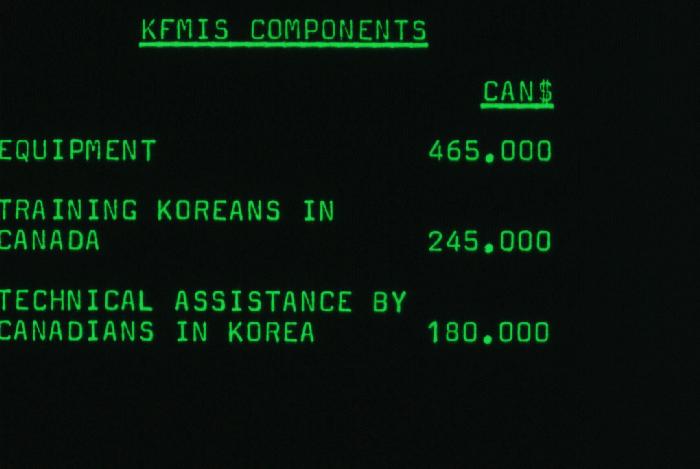 KFMIS COMPONENTS
CAN$
EQUIPMENT 465.000
TRAINING KOREANS IN
CANADA 245.000
TECHNICAL ASSISTANCE BY
CANADIANS IN KOREA 180.000